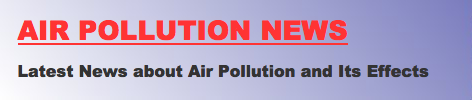 AIR POLLUTION NEWS
Latest News about Air Pollution and Its Effects